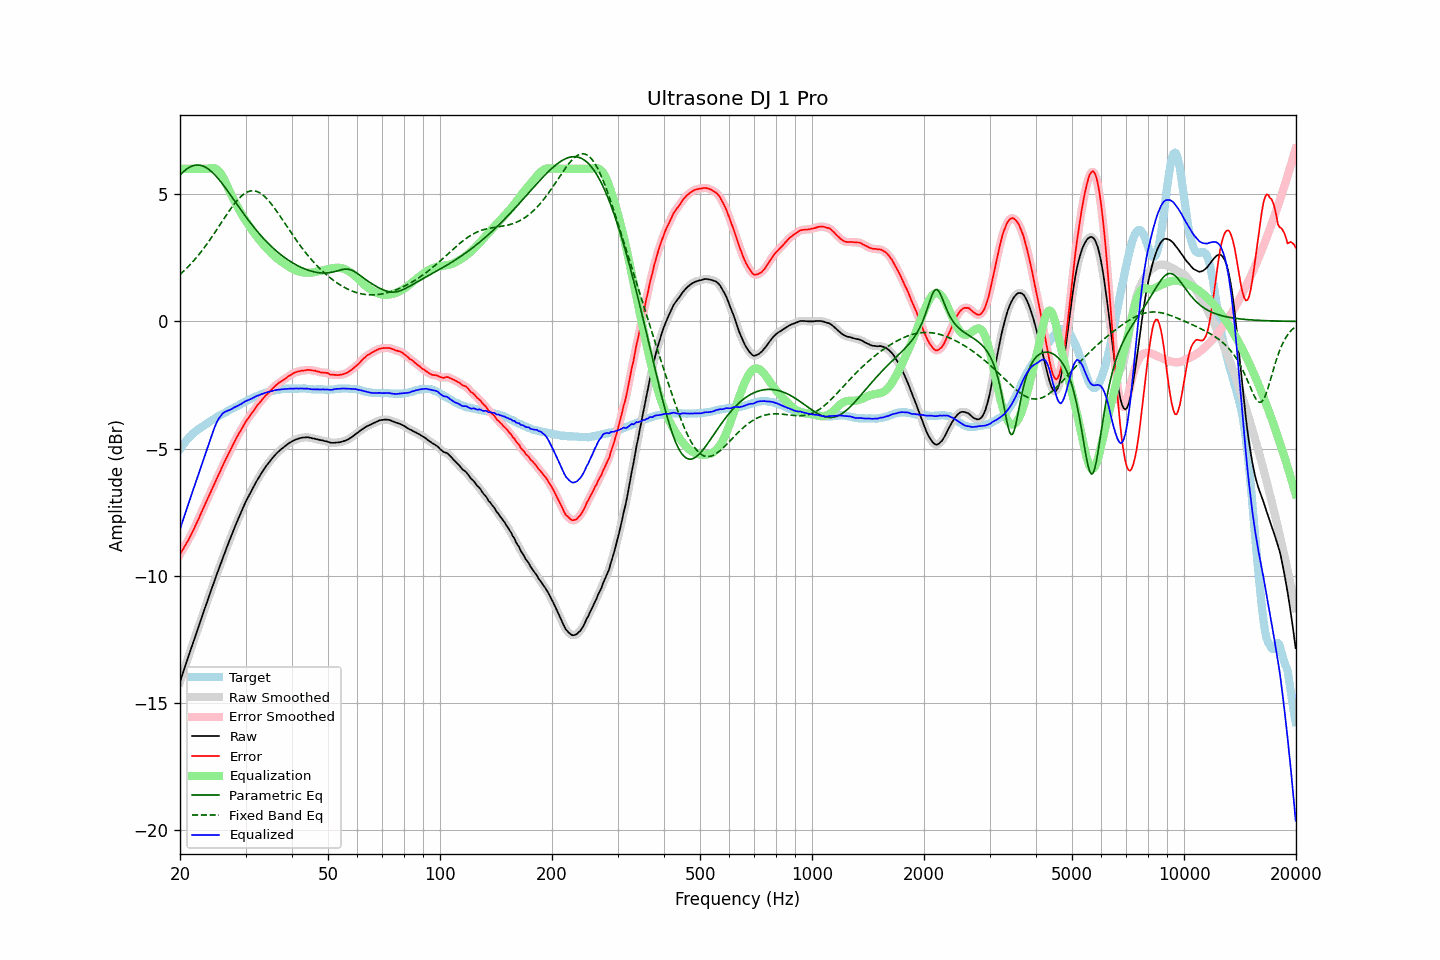 Ultrasone DJ 1 Pro
Amplitude (dBr)
5
0
−5
−10
−15
−20
Target
Raw Smoothed
Error Smoothed
Raw
Error
Equalization
Parametric Eq
Fixed Band Eq
Equalized
20 50 100 200 500 1000 2000 5000 10000 20000
Frequency (Hz)